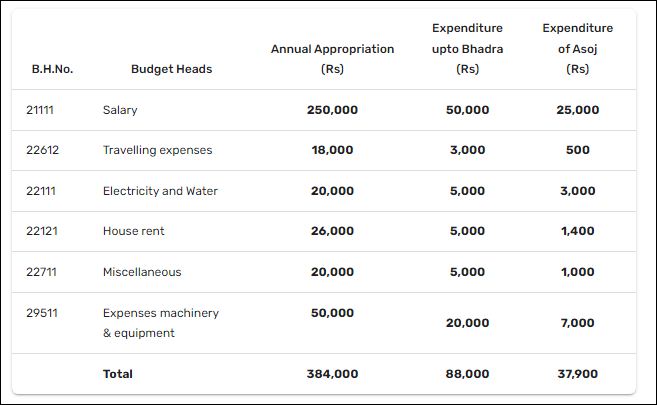 B.H.No. Budget Heads Annual Appropriation (Rs) Expenditure upto Bhadra (Rs) Expenditure of Asoj (Rs)
21111 Salary 250,000 50,000 25,000
22612 Travelling expenses 18,000 3,000 500
22111 Electricity and Water 20,000 5,000 3,000
22121 House rent 26,000 5,000 1,400
22711 Miscellaneous 20,000 5,000 1,000
29511 Expenses machinery & equipment 50,000 20,000 7,000
Total 384,000 88,000 37,900